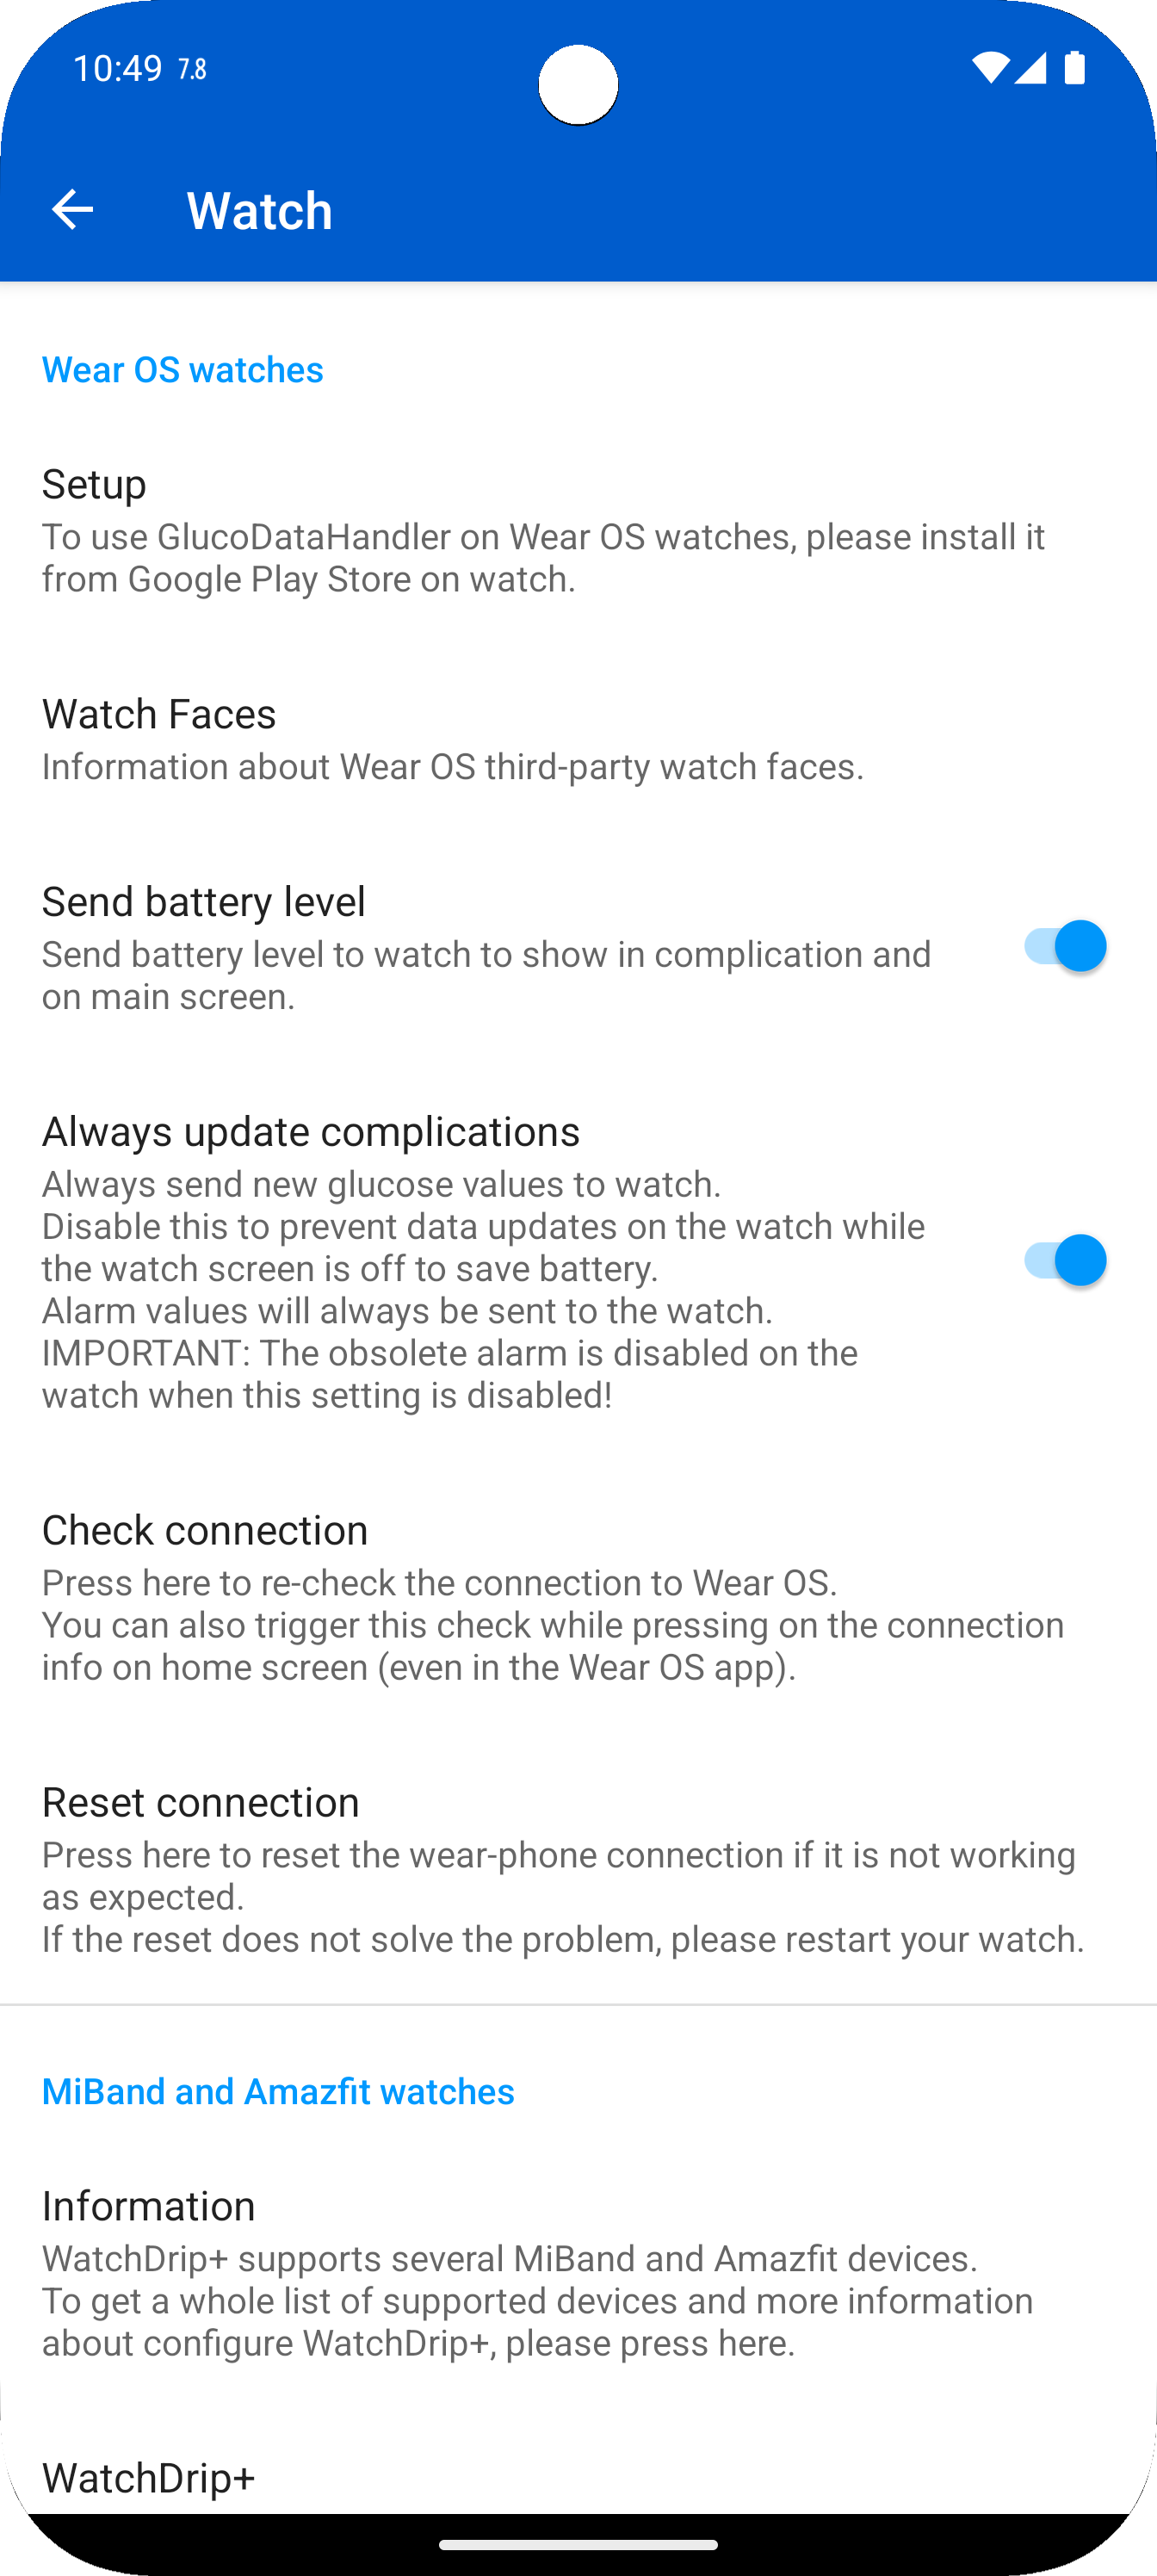 10:49 7.8
Watch
Wear OS watches
Setup
To use GlucoDataHandler on Wear OS watches, please install it
from Google Play Store on watch.
Watch Faces
Information about Wear OS third-party watch faces.
Send battery level
Send battery level to watch to show in complication and
on main screen.
Always update complications
Always send new glucose values to watch.
Disable this to prevent data updates on the watch while
the watch screen is off to save battery.
Alarm values will always be sent to the watch.
IMPORTANT: The obsolete alarm is disabled on the
watch when this setting is disabled!
Check connection
Press here to re-check the connection to Wear OS.
You can also trigger this check while pressing on the connection
info on home screen (even in the Wear OS app).
Reset connection
Press here to reset the wear-phone connection if it is not working
as expected.
If the reset does not solve the problem, please restart your watch.
MiBand and Amazfit watches
Information
WatchDrip+ supports several MiBand and Amazfit devices.
To get a whole list of supported devices and more information
about configure WatchDrip+, please press here.
WatchDrip+